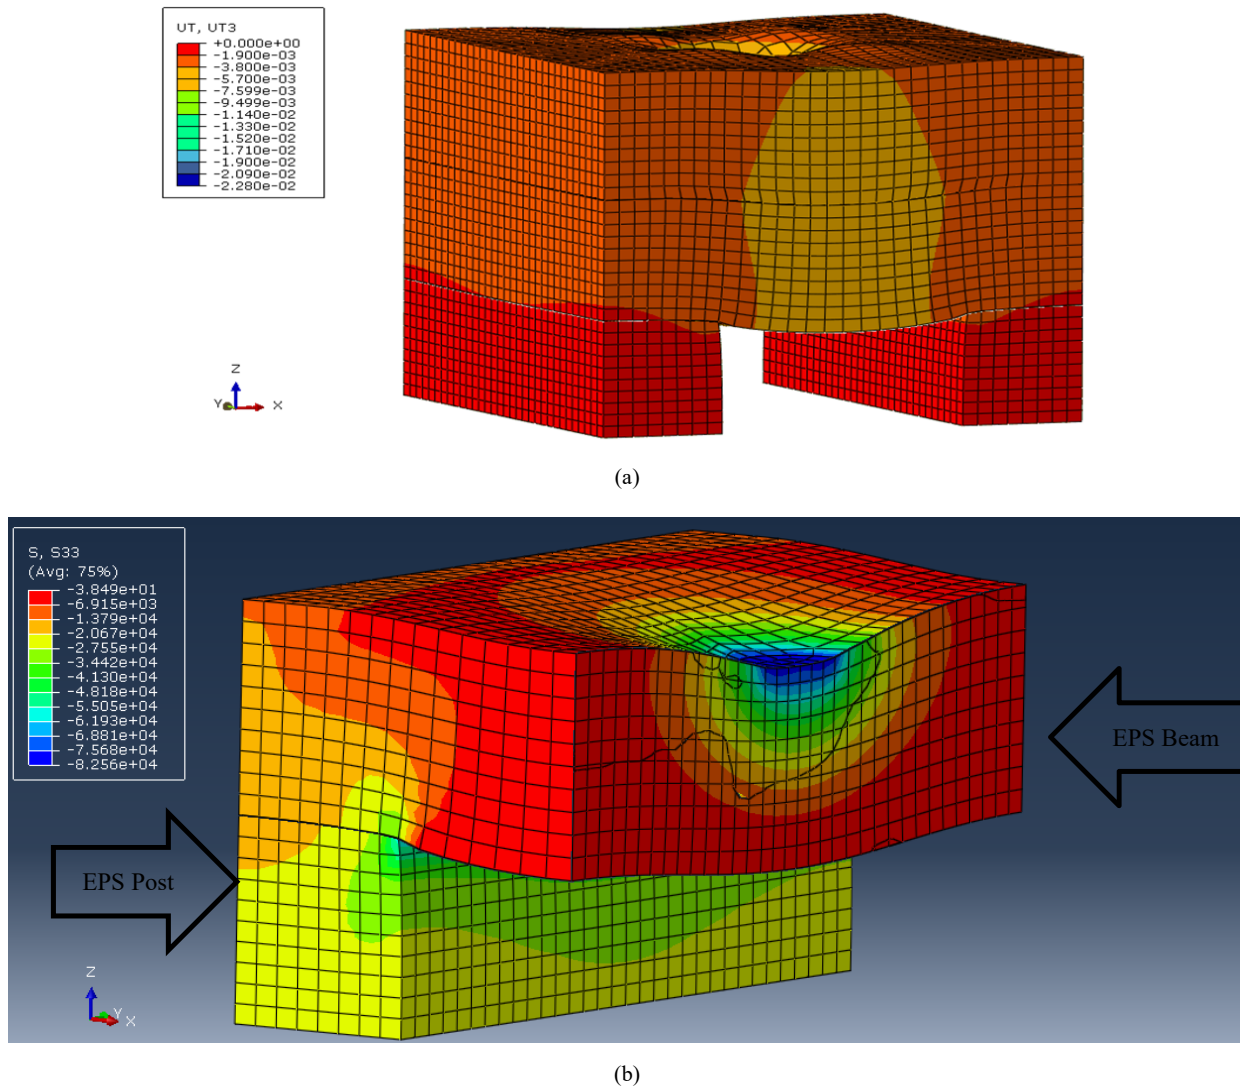 UT, UT3
+0.000e+00
-1.900e-03
-3.800e-03
-5.700e-03
-7.599e-03
-9.499e-03
-1.140e-02
-1.330e-02
-1.520e-02
-1.710e-02
-1.900e-02
-2.090e-02
-2.280e-02
Z
Y
X
(a)
S, S33
(Avg: 75%)
-3.849e+01
-6.915e+03
-1.379e+04
-2.067e+04
-2.755e+04
-3.442e+04
-4.130e+04
-4.818e+04
-5.505e+04
-6.193e+04
-6.881e+04
-7.568e+04
-8.256e+04
EPS Beam
EPS Post
Z
Y
X
(b)